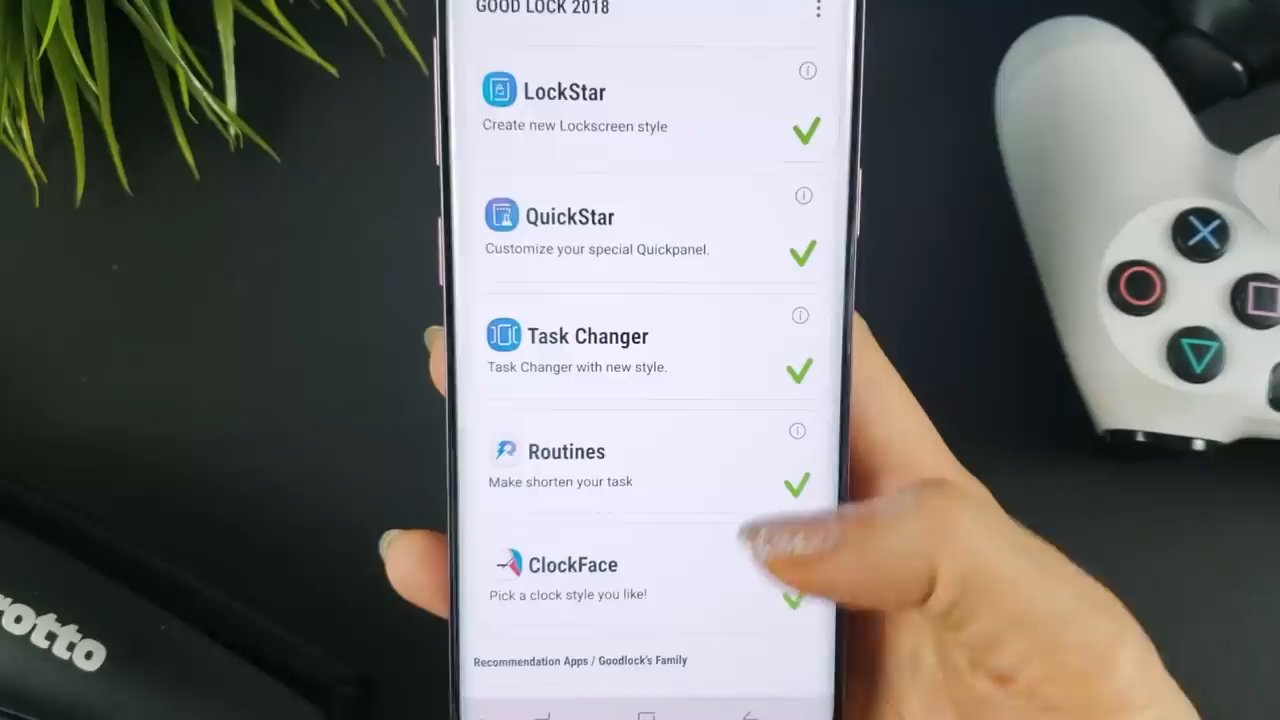 GOOD LOCK 2018
LockStar
Create new Lockscreen style
QuickStar
Customize your special Quickpanel.
Task Changer
Task Changer with new style.
Routines
Make shorten your task
ClockFace
Pick a clock style you like!
Recommendation Apps / Goodlock's Family
rotto